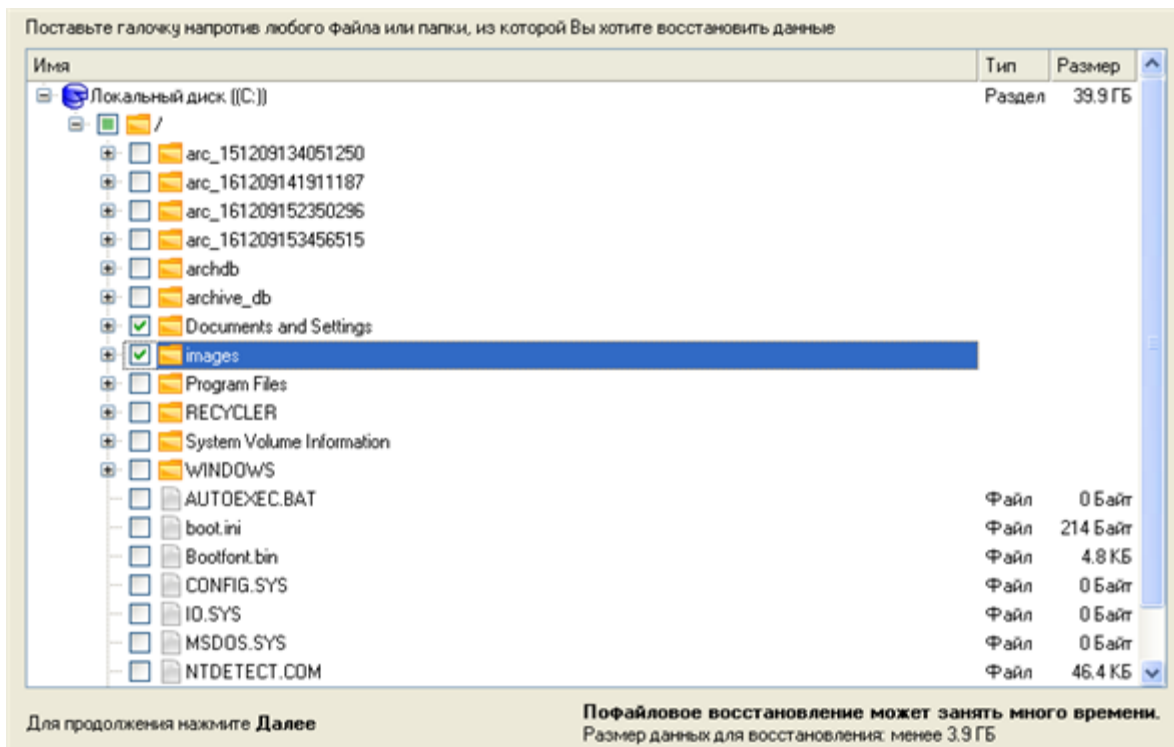 Поставьте галочку напротив любого файла или папки, из которой Вы хотите восстановить данные
Имя Тип Размер
Локальный диск ((C:)) Раздел 39.9 ГБ
/
arc_151209134051250
arc_161209141911187
arc_161209152350296
arc_161209153456515
archdb
archive_db
Documents and Settings
images
Program Files
RECYCLER
System Volume Information
WINDOWS
AUTOEXEC.BAT Файл 0 Байт
boot.ini Файл 214 Байт
Bootfont.bin Файл 4.8 КБ
CONFIG.SYS Файл 0 Байт
IO.SYS Файл 0 Байт
MSDOS.SYS Файл 0 Байт
NTDETECT.COM Файл 46.4 КБ
Для продолжения нажмите Далее
Пофайловое восстановление может занять много времени.
Размер данных для восстановления: менее 3.9 ГБ